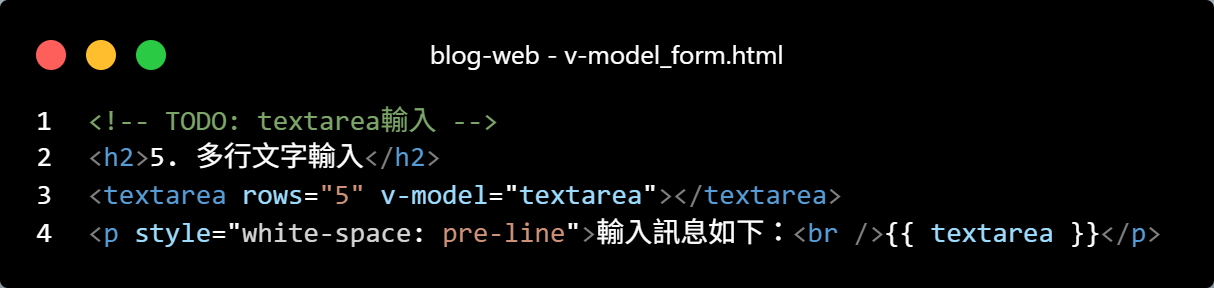 blog-web - v-model_form.html
1 <!-- TODO: textarea輸入 -->
2 <h2>5. 多行文字輸入</h2>
3 <textarea rows="5" v-model="textarea"></textarea>
4 <p style="white-space: pre-line">輸入訊息如下：<br />{{ textarea }}</p>